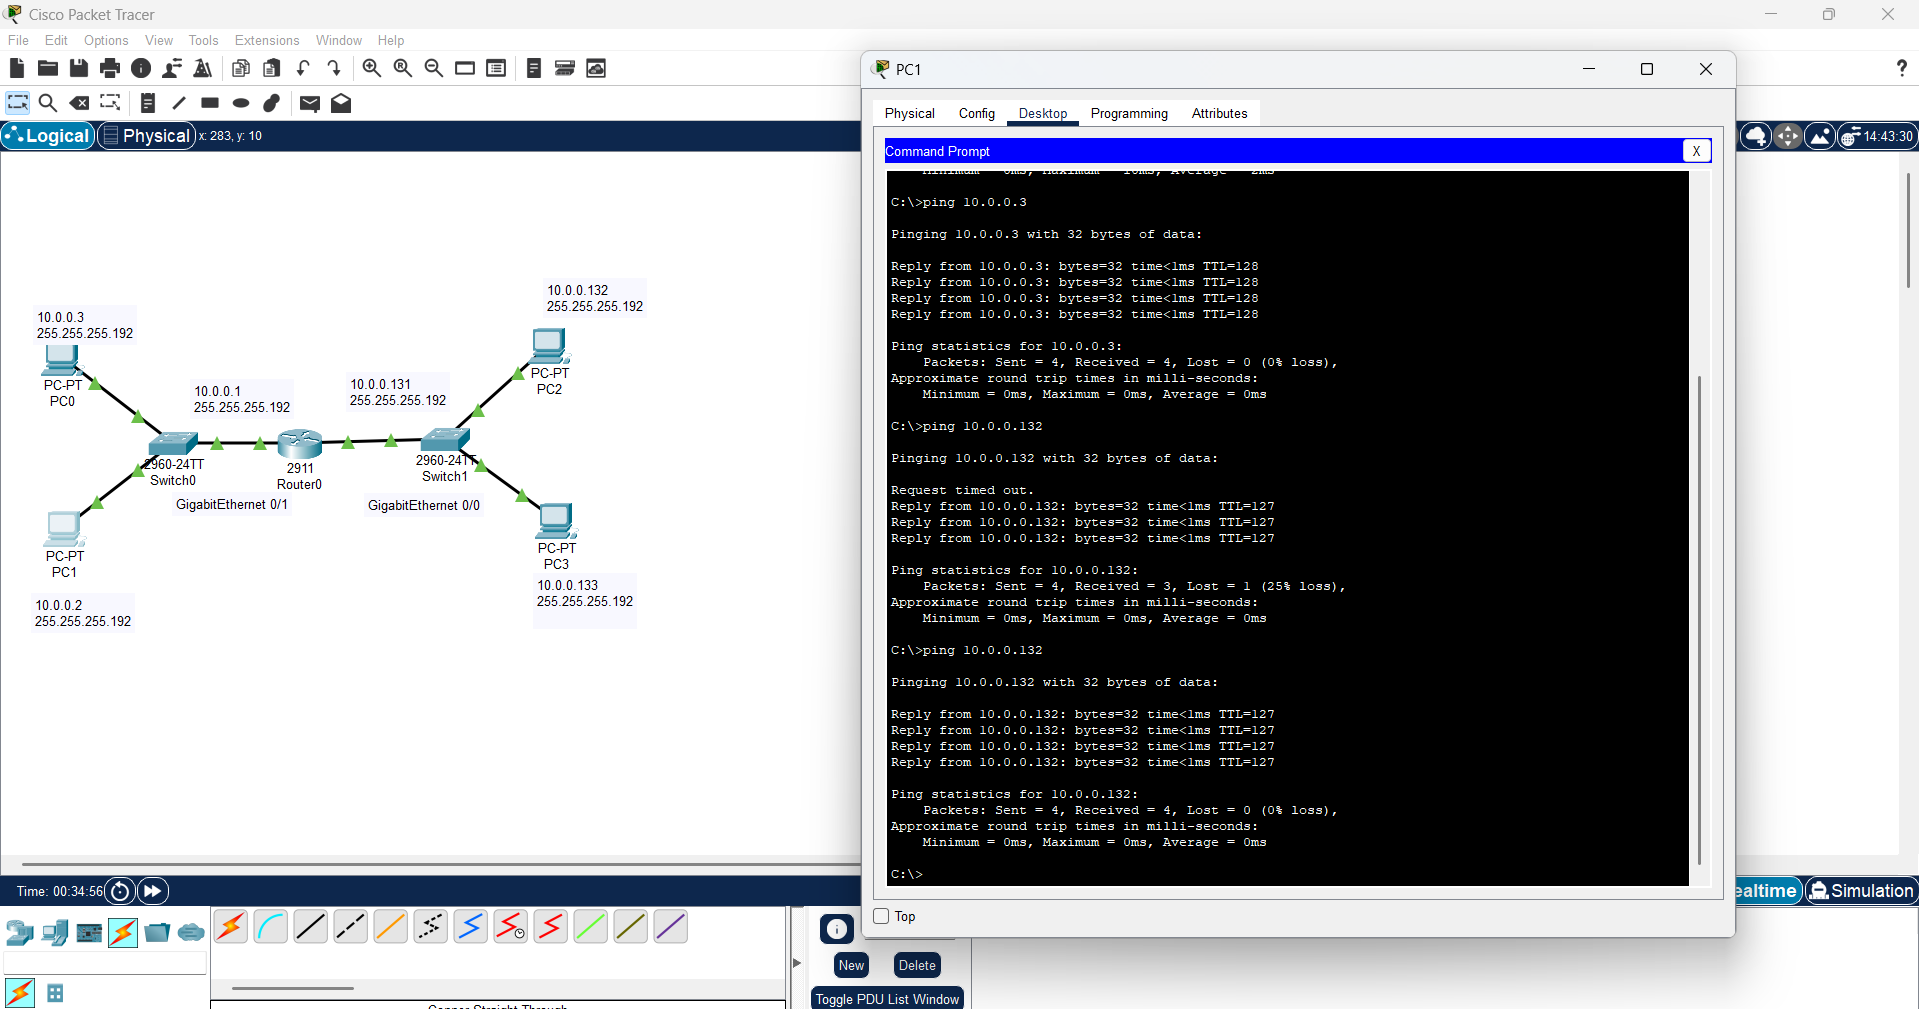 Cisco Packet Tracer
File Edit Options View Tools Extensions Window Help
Logical Physical x: 283, y: 10
14:43:30
10.0.0.3
255.255.255.192
PC-PT
PC0
10.0.0.1
255.255.255.192
10.0.0.131
255.255.255.192
10.0.0.132
255.255.255.192
PC-PT
PC2
2960-24TT
Switch0
2911
Router0
2960-24TT
Switch1
GigabitEthernet 0/1
GigabitEthernet 0/0
PC-PT
PC1
10.0.0.2
255.255.255.192
PC-PT
PC3
10.0.0.133
255.255.255.192
PC1
Physical Config Desktop Programming Attributes
Command Prompt
X
Minimum = 0ms, Maximum = 10ms, Average = 2ms
C:\>ping 10.0.0.3
Pinging 10.0.0.3 with 32 bytes of data:
Reply from 10.0.0.3: bytes=32 time<1ms TTL=128
Reply from 10.0.0.3: bytes=32 time<1ms TTL=128
Reply from 10.0.0.3: bytes=32 time<1ms TTL=128
Reply from 10.0.0.3: bytes=32 time<1ms TTL=128
Ping statistics for 10.0.0.3:
Packets: Sent = 4, Received = 4, Lost = 0 (0% loss),
Approximate round trip times in milli-seconds:
Minimum = 0ms, Maximum = 0ms, Average = 0ms
C:\>ping 10.0.0.132
Pinging 10.0.0.132 with 32 bytes of data:
Request timed out.
Reply from 10.0.0.132: bytes=32 time<1ms TTL=127
Reply from 10.0.0.132: bytes=32 time<1ms TTL=127
Reply from 10.0.0.132: bytes=32 time<1ms TTL=127
Ping statistics for 10.0.0.132:
Packets: Sent = 4, Received = 3, Lost = 1 (25% loss),
Approximate round trip times in milli-seconds:
Minimum = 0ms, Maximum = 0ms, Average = 0ms
C:\>ping 10.0.0.132
Pinging 10.0.0.132 with 32 bytes of data:
Reply from 10.0.0.132: bytes=32 time<1ms TTL=127
Reply from 10.0.0.132: bytes=32 time<1ms TTL=127
Reply from 10.0.0.132: bytes=32 time<1ms TTL=127
Reply from 10.0.0.132: bytes=32 time<1ms TTL=127
Ping statistics for 10.0.0.132:
Packets: Sent = 4, Received = 4, Lost = 0 (0% loss),
Approximate round trip times in milli-seconds:
Minimum = 0ms, Maximum = 0ms, Average = 0ms
C:\>
Top
Time: 00:34:56
ealtime
Simulation
New
Delete
Toggle PDU List Window
Copper Straight-Through